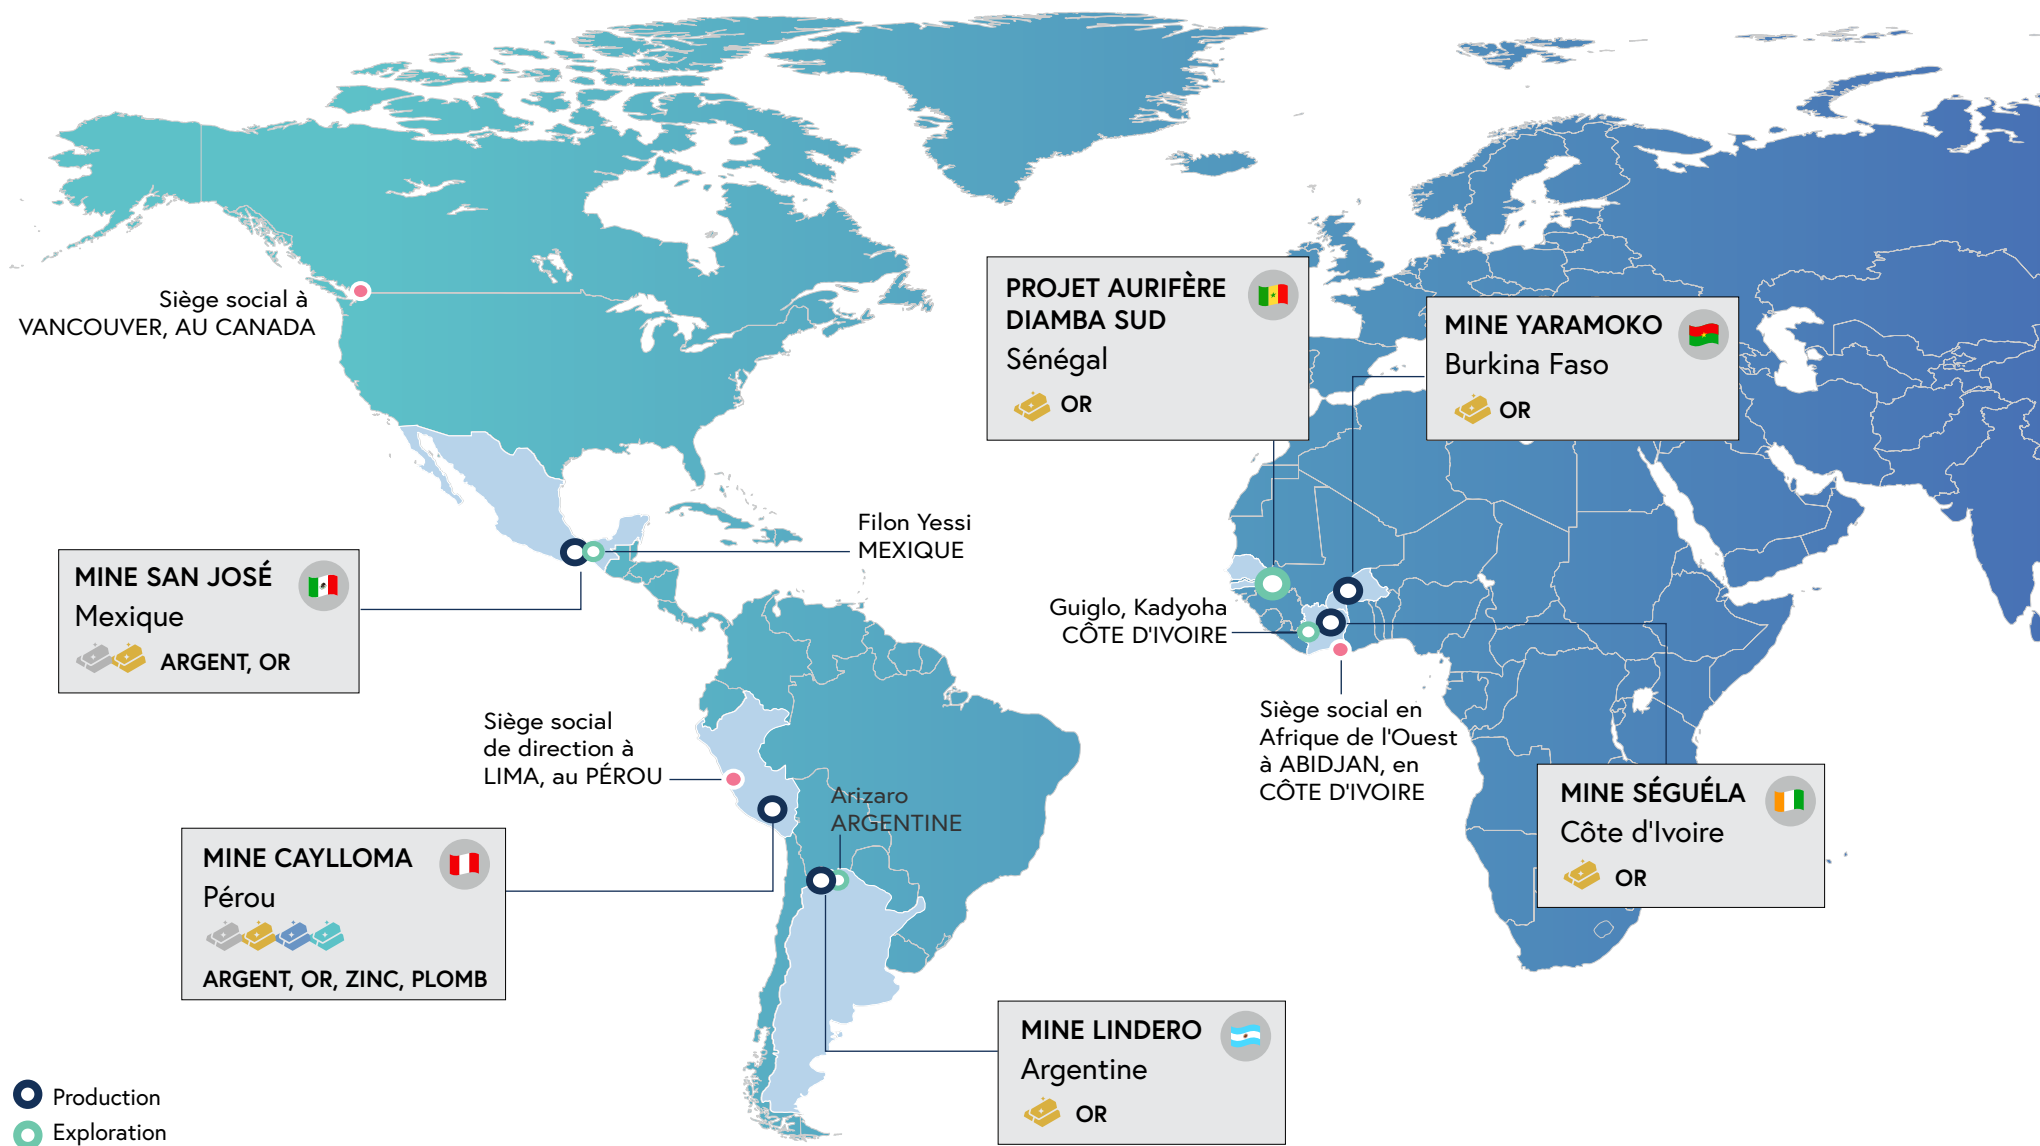 Siège social à
VANCOUVER, AU CANADA
PROJET AURIFÈRE
DIAMBA SUD
Sénégal
OR
MINE YARAMOKO
Burkina Faso
OR
Filon Yessi
MEXIQUE
MINE SAN JOSÉ
Mexique
ARGENT, OR
Guiglo, Kadyoha
CÔTE D'IVOIRE
Siège social
de direction à
LIMA, au PÉROU
Siège social en
Afrique de l'Ouest
à ABIDJAN, en
CÔTE D'IVOIRE
Arizaro
ARGENTINE
MINE SÉGUÉLA
Côte d'Ivoire
OR
MINE CAYLLOMA
Pérou
ARGENT, OR, ZINC, PLOMB
MINE LINDERO
Argentine
OR
Production
Exploration